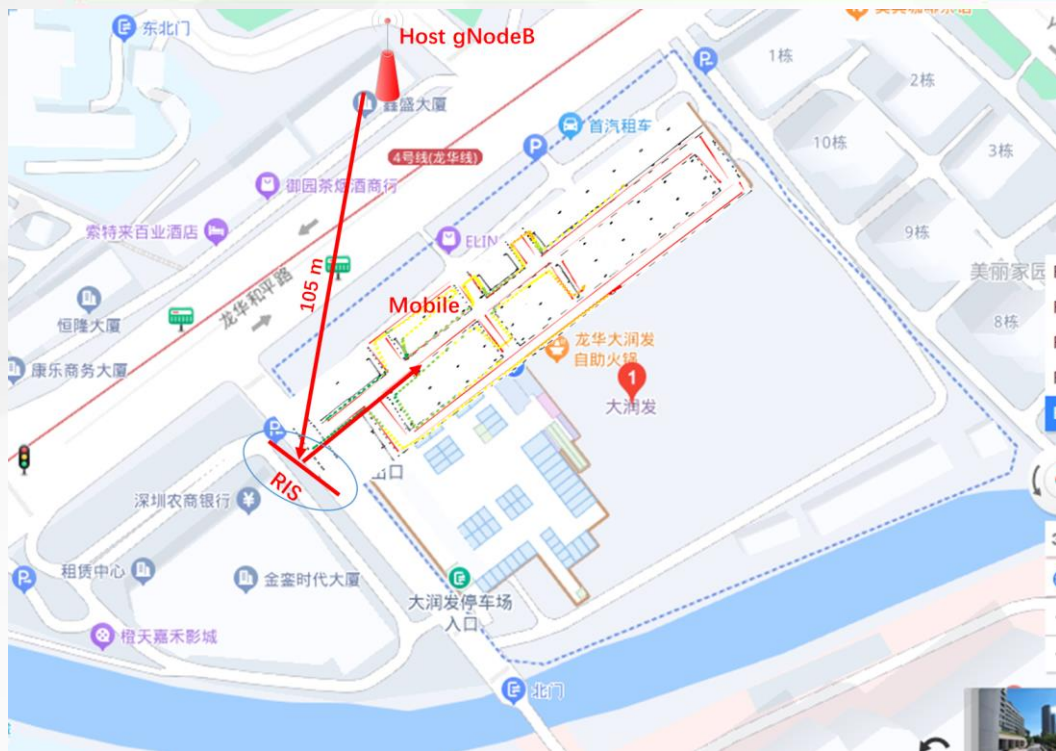 东北门
Host gNodeB
鑫盛大厦
1栋
2栋
首汽租车
10栋
3栋
4号线(龙华线)
御园茶烟酒商行
索特来百业酒店
ELIN
9栋
美丽家园
105 m
龙华和平路
Mobile
恒隆大厦
8栋
龙华大润发
自助火锅
康乐商务大厦
1
大润发
出口
RIS
深圳农商银行
租赁中心
金銮时代大厦
大润发停车场
入口
橙天嘉禾影城
北门